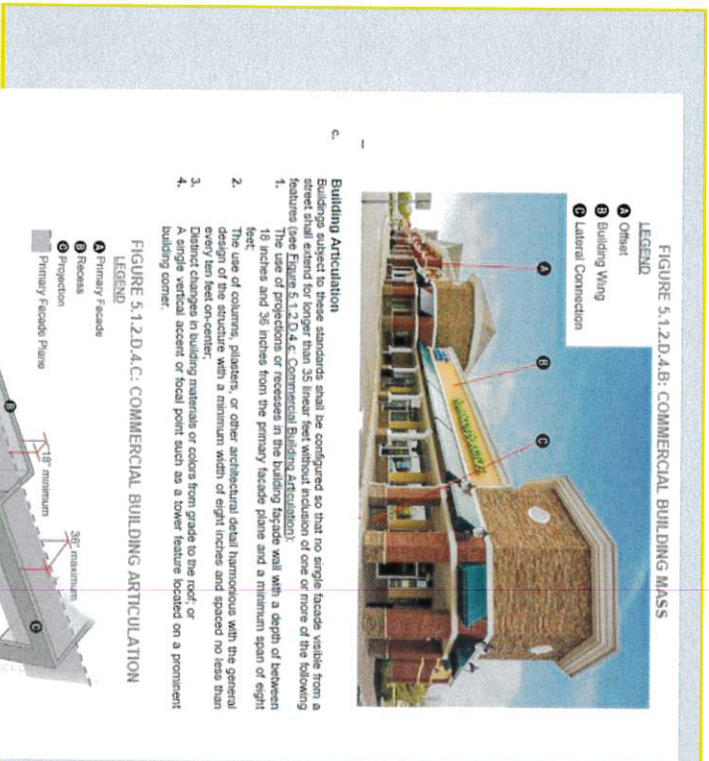 FIGURE 5.1.2.D.4.B: COMMERCIAL BUILDING MASS
LEGEND
A Offset
B Building Wing
C Lateral Connection
A
B
C
c. Building Articulation
Buildings subject to these standards shall be configured so that no single facade visible from a
street shall extend for longer than 35 linear feet without inclusion of one or more of the following
features (see Figure 5.1.2.D.4.c: Commercial Building Articulation):
1. The use of projections or recesses in the building façade wall with a depth of between
18 inches and 36 inches from the primary facade plane and a minimum span of eight
feet;
2. The use of columns, pilasters, or other architectural detail harmonious with the general
design of the structure with a minimum width of eight inches and spaced no less than
every ten feet on-center;
3. Distinct changes in building materials or colors from grade to the roof; or
4. A single vertical accent or focal point such as a tower feature located on a prominent
building corner.
FIGURE 5.1.2.D.4.C: COMMERCIAL BUILDING ARTICULATION
LEGEND
A Primary Facade
B Recess
C Projection
Primary Facade Plane
18" minimum
36" maximum
B
C